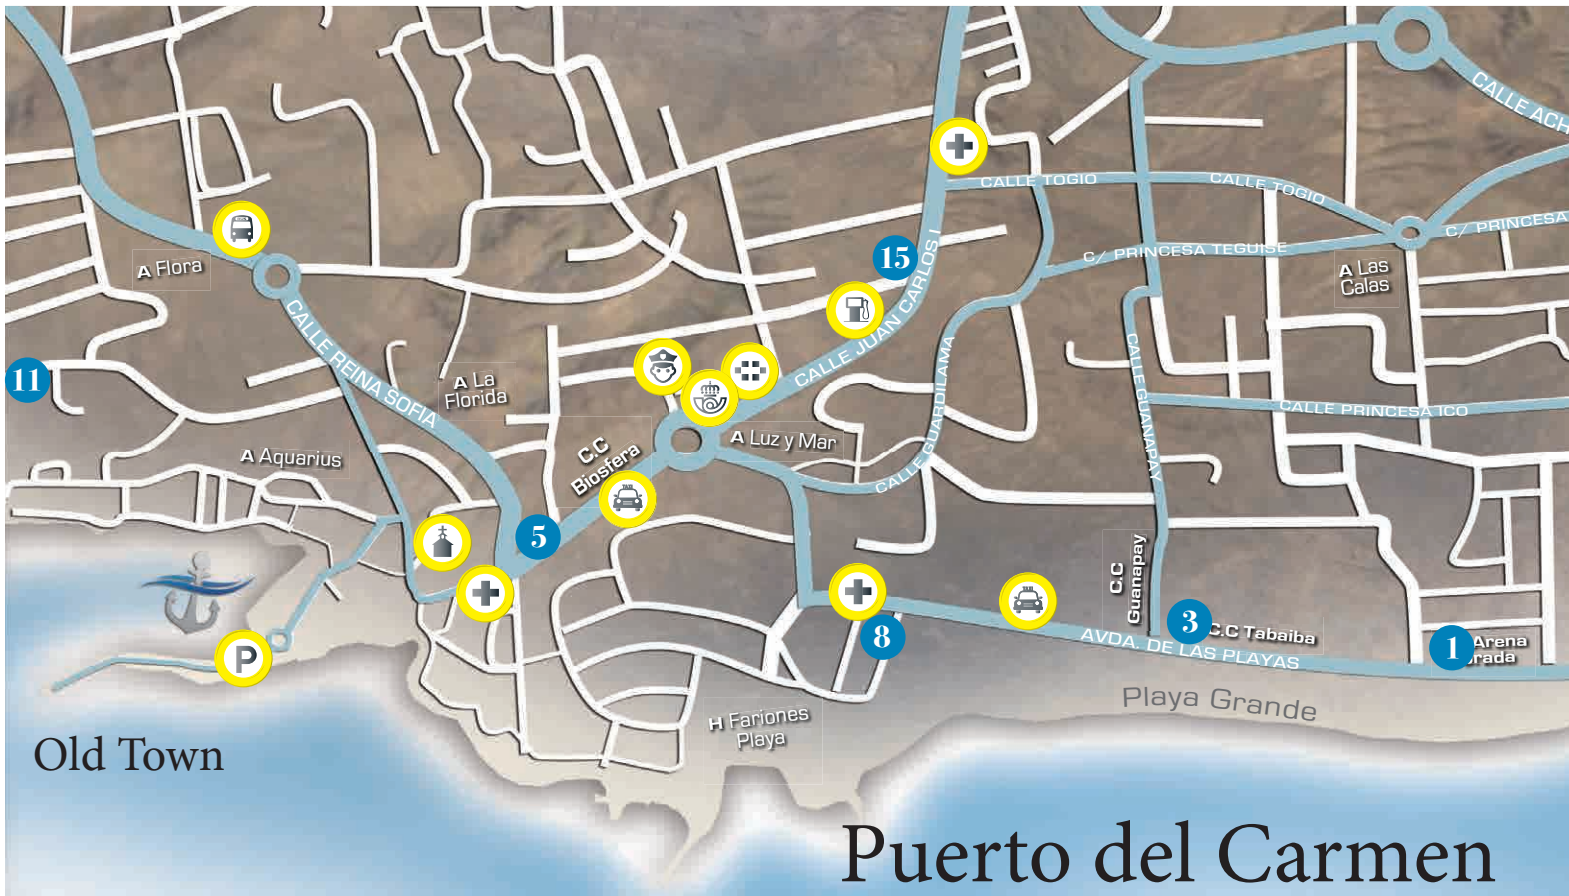 CALLE ACH
CALLE TOGIO
CALLE TOGIO
C/ PRINCESA
C/ PRINCESA TEGUISE
15
A Flora
A Las
Calas
CALLE REINA SOFIA
CALLE JUAN CARLOS I
11
A La
Florida
CALLE GUARDILAMA
CALLE GUANAPAY
CALLE PRINCESA ICO
A Luz y Mar
C.C
Biosfera
A Aquarius
TAXI
5
C.C
Guanapay
TAXI
8
3
C.C Tabaiba
AVDA. DE LAS PLAYAS
1
Arena
P
Playa Grande
H Fariones
Playa
Old Town
Puerto del Carmen